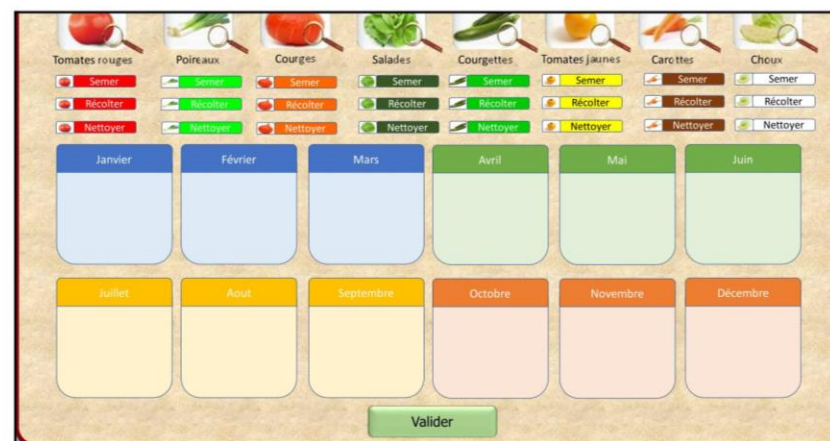 Tomates rouges Poireaux Courges Salades Courgettes Tomates jaunes Carottes Choux
Semer Semer Semer Semer Semer Semer Semer Semer
Récolter Récolter Récolter Récolter Récolter Récolter Récolter Récolter
Nettoyer Nettoyer Nettoyer Nettoyer Nettoyer Nettoyer Nettoyer Nettoyer
Janvier Février Mars Avril Mai Juin
Juillet Aout Septembre Octobre Novembre Décembre
Valider